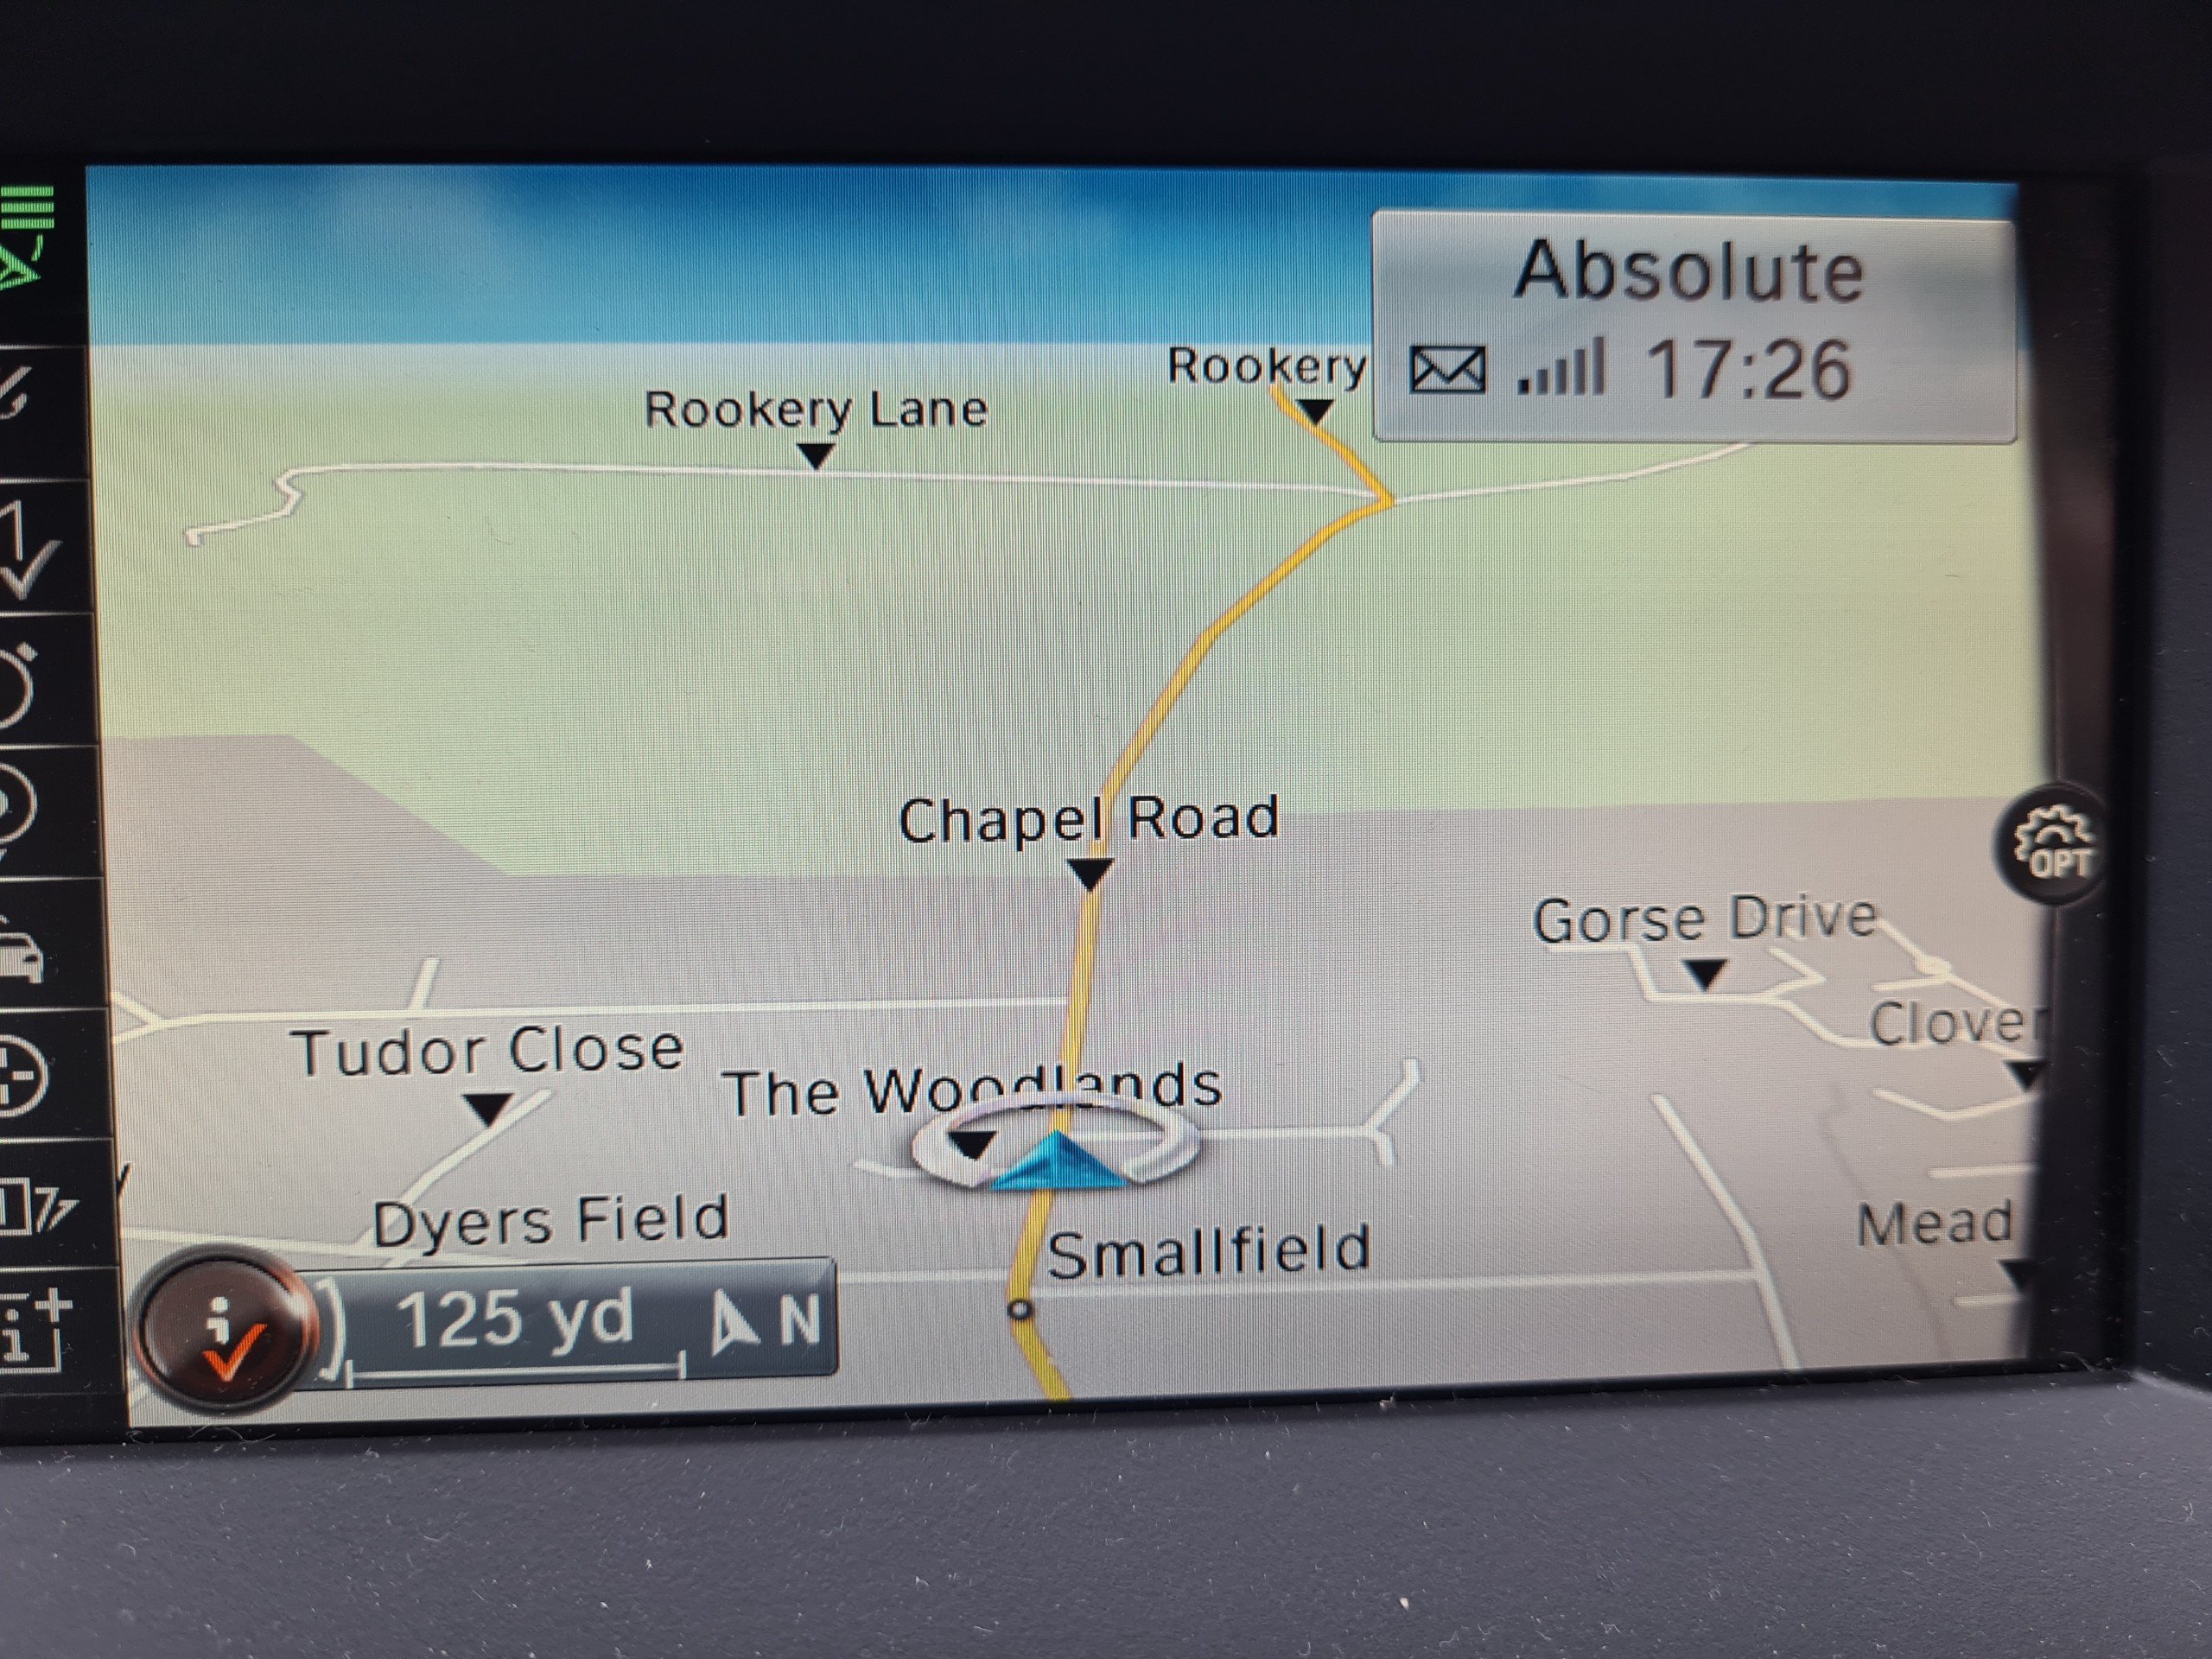 Absolute
17:26
Rookery
Rookery Lane
Chapel Road
OPT
Gorse Drive
Clover
Tudor Close
The Woodlands
Dyers Field
Smallfield
Mead
125 yd
N
i